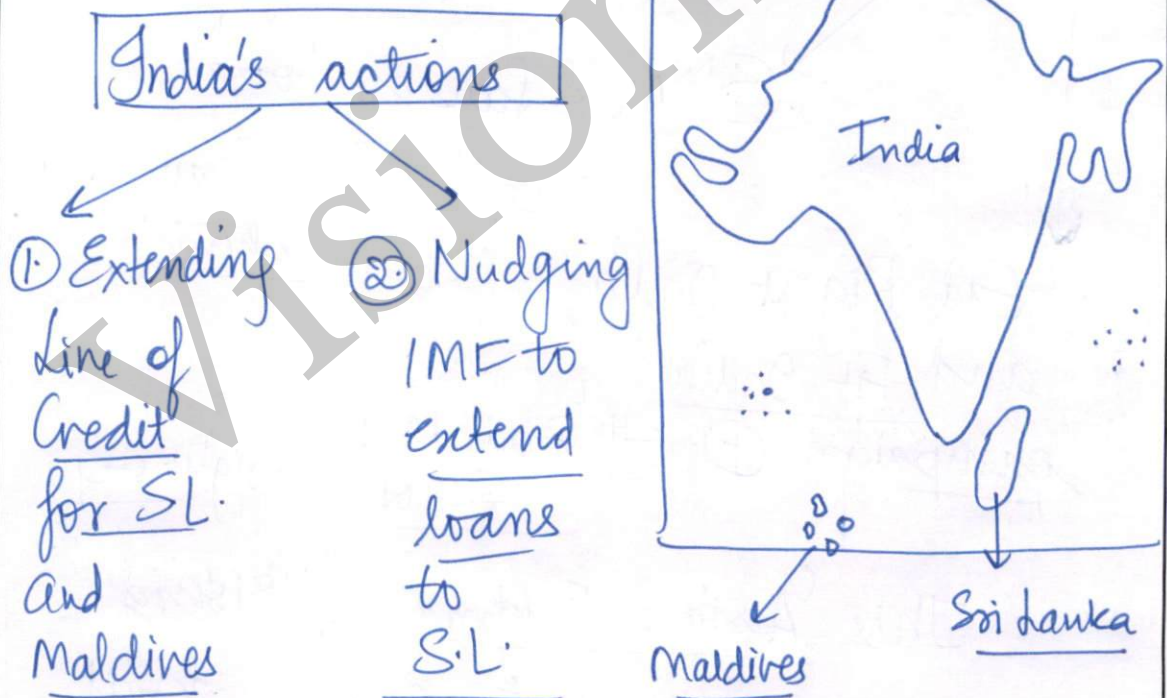 India's actions
① Extending
Line of
Credit
for SL.
and
Maldives
② Nudging
IMF to
extend
loans
to
S.L.
India
Maldives
Sri Lanka
Vision